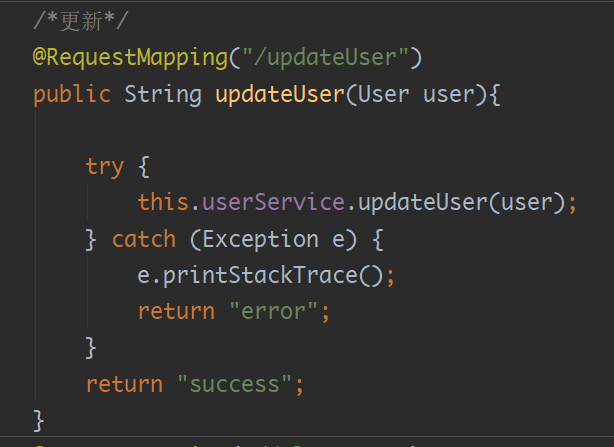 /*更新*/
@RequestMapping("/updateUser")
public String updateUser(User user){
try {
this.userService.updateUser(user);
} catch (Exception e) {
e.printStackTrace();
return "error";
}
return "success";
}